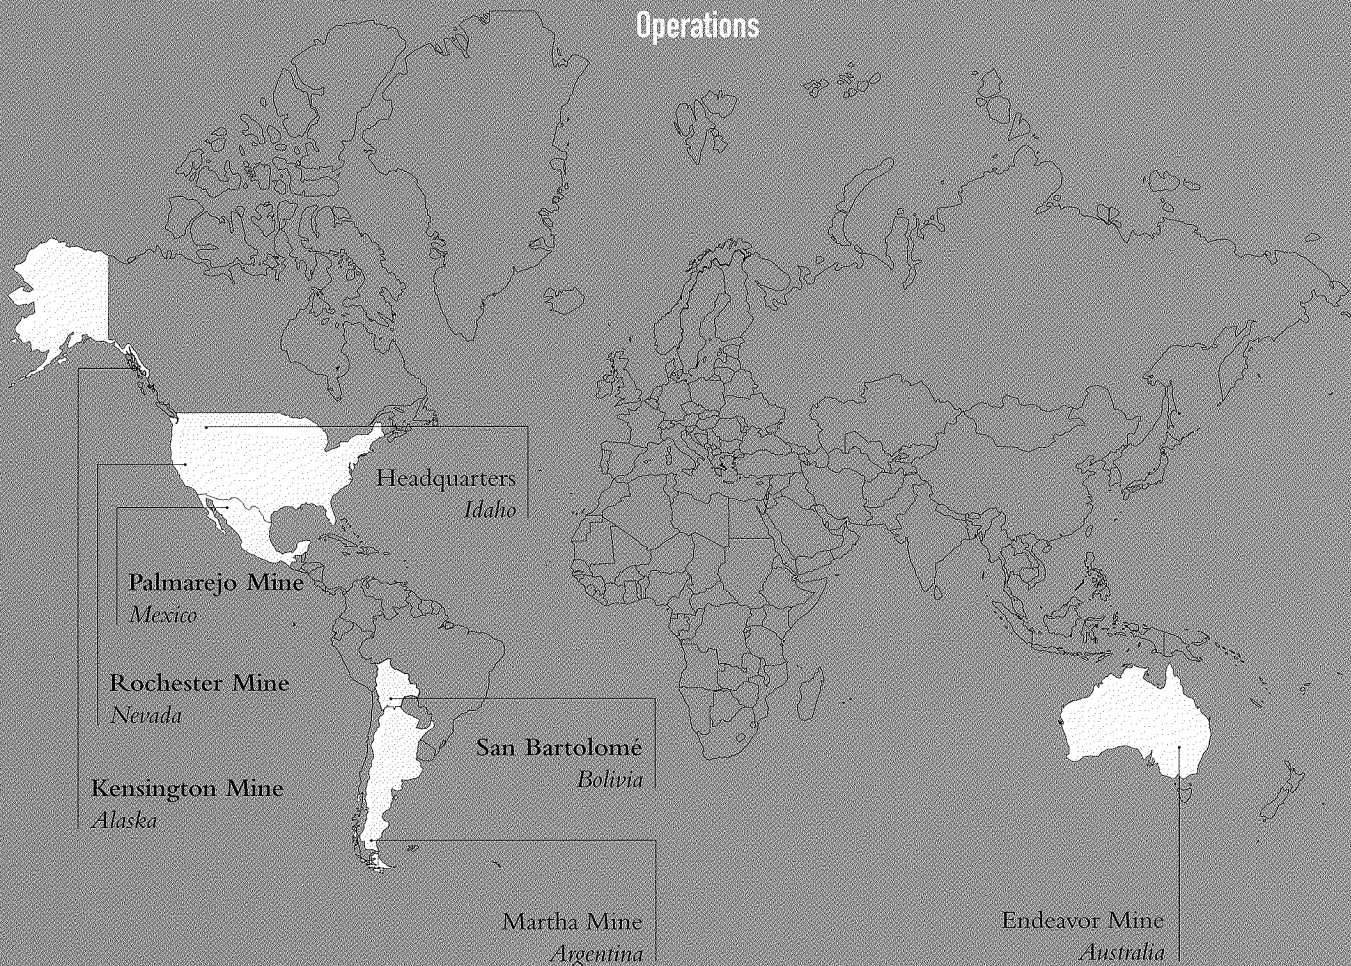 Operations
Headquarters
Idaho
Palmarejo Mine
Mexico
Rochester Mine
Nevada
San Bartolomé
Bolivia
Kensington Mine
Alaska
Martha Mine
Argentina
Endeavor Mine
Australia